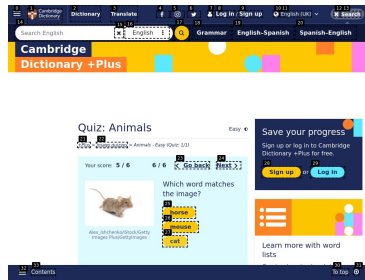 Cambridge Dictionary
Dictionary
Translate
Log in / Sign up
English (UK)
Search
Search English
English
Grammar
English–Spanish
Spanish–English
Cambridge
Dictionary +Plus
Quiz: Animals
Easy
Animals - Easy (Quiz: 1/1)
Your score: 5 / 6
6 / 6
Go back
Next
Which word matches
the image?
horse
mouse
cat
Alex_Ishchenko/iStock/Getty
Images Plus/GettyImages
Save your progress
Sign up or log in to Cambridge
Dictionary +Plus for free.
Sign up
or
Log in
Learn more with word
lists
Contents
To top